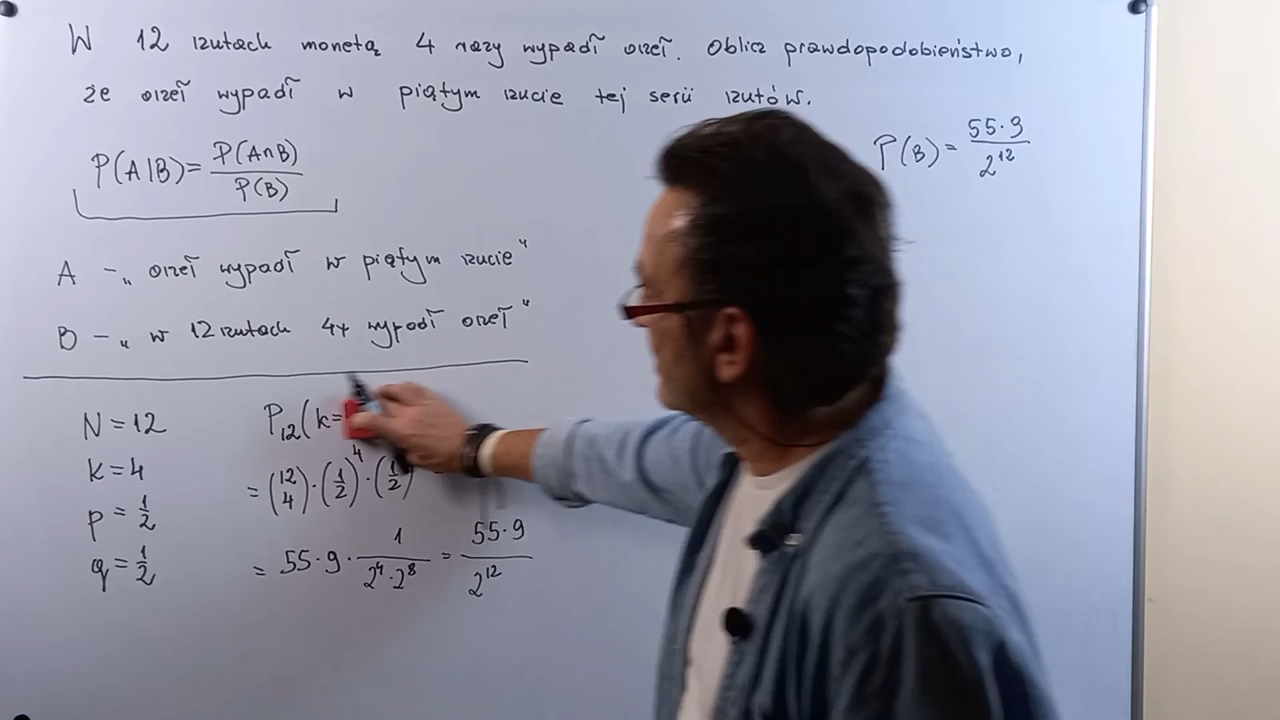 W 12 rzutach monetą 4 razy wypadł orzeł. Oblicz prawdopodobieństwo,
że orzeł wypadł w piątym rzucie tej serii rzutów.
P(A|B)= P(A∩B)/P(B)
P(B)= 55·9/2¹²
A –„ orzeł wypadł w piątym rzucie"
B –„ w 12 rzutach 4x wypadł orzeł"
N = 12
k = 4
p = 1/2
q = 1/2
P₁₂(k=
= (12 4)·(1/2)⁴·(1/2)
= 55·9· 1/2⁴·2⁸ = 55·9/2¹²